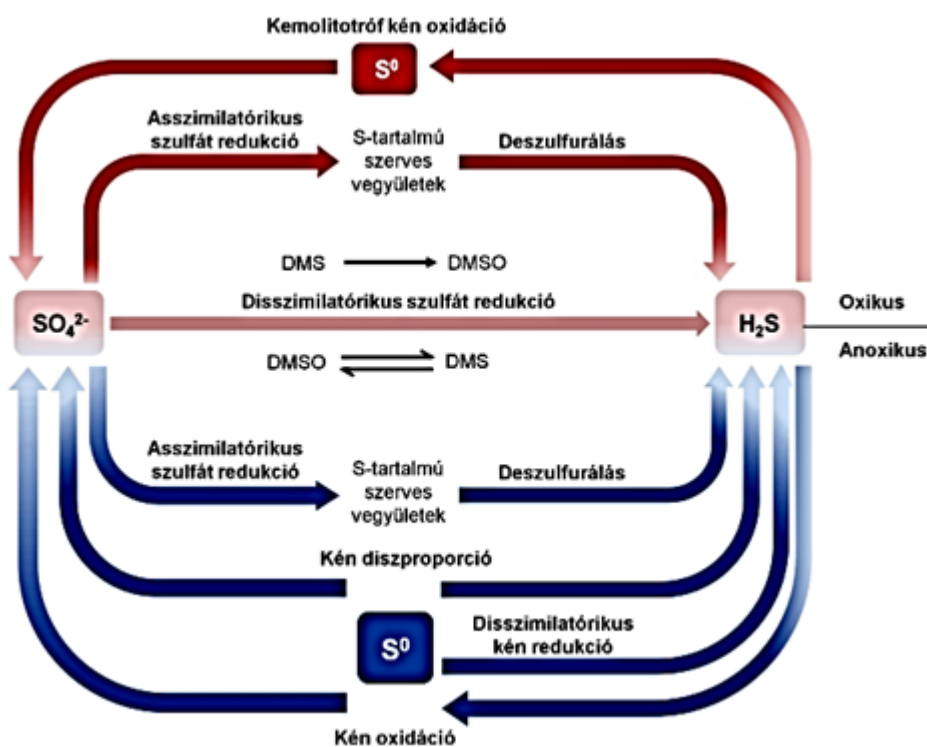 Kemolitotróf kén oxidáció
S⁰
Asszimilatórikus
szulfát redukció
S-tartalmú
szerves
vegyületek
Deszulfurálás
DMS
DMSO
Disszimilatórikus szulfát redukció
SO₄²⁻
H₂S
Oxikus
Anoxikus
DMSO
DMS
Asszimilatórikus
szulfát redukció
S-tartalmú
szerves
vegyületek
Deszulfurálás
Kén diszproporció
S⁰
Disszimilatórikus
kén redukció
Kén oxidáció